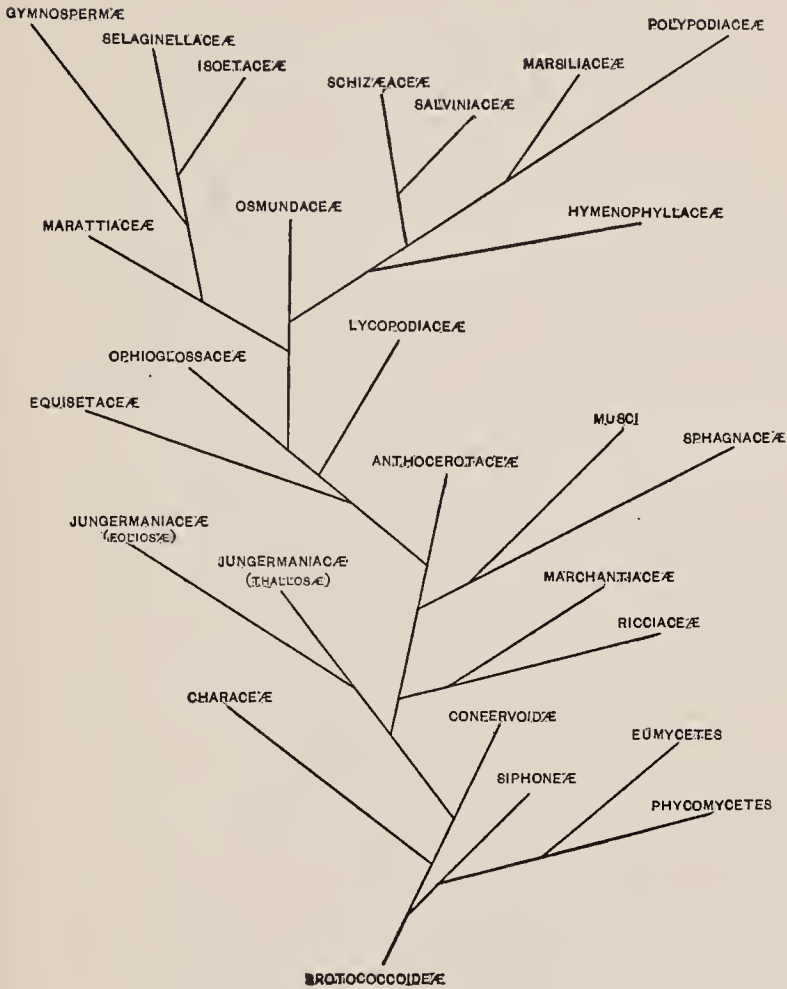 GYMNOSPERMÆ
SELAGINELLACEÆ
ISOETACEÆ
POLYPODIACEÆ
MARSILIACEÆ
SCHIZÆACEÆ
SALVINIACEÆ
OSMUNDACEÆ
HYMENOPHYLLACEÆ
MARATTIACEÆ
LYCOPODIACEÆ
OPHIOGLOSSACEÆ
EQUISETACEÆ
MUSCI
SPHAGNACEÆ
ANTHOCEROTACEÆ
JUNGERMANIACEÆ
(FOLIOSÆ)
JUNGERMANIACÆ
(THALLOSÆ)
MARCHANTIACEÆ
RICCIACEÆ
CHARACEÆ
CONFERVOIDÆ
EUMYCETES
SIPHONEÆ
PHYCOMYCETES
PROTOCOCCOIDEÆ